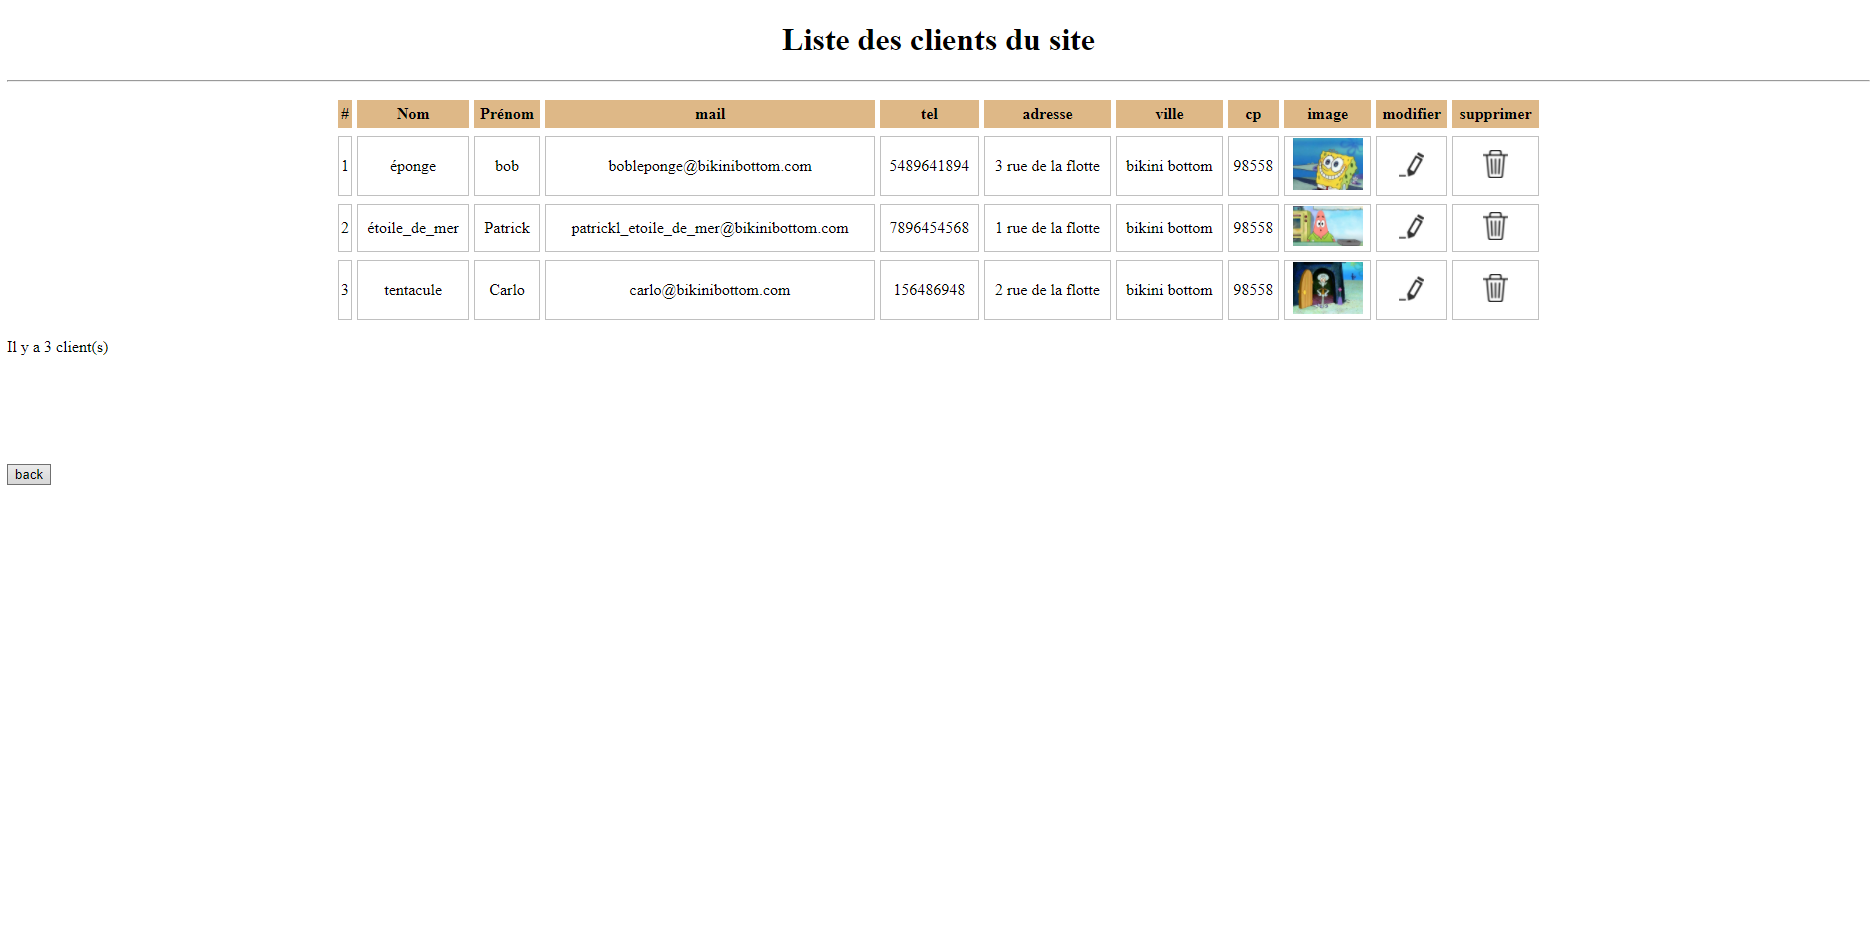 Liste des clients du site
# Nom Prénom mail tel adresse ville cp image modifier supprimer
1 éponge bob bobleponge@bikinibottom.com 5489641894 3 rue de la flotte bikini bottom 98558
2 étoile_de_mer Patrick patrickl_etoile_de_mer@bikinibottom.com 7896454568 1 rue de la flotte bikini bottom 98558
3 tentacule Carlo carlo@bikinibottom.com 156486948 2 rue de la flotte bikini bottom 98558
Il y a 3 client(s)
back